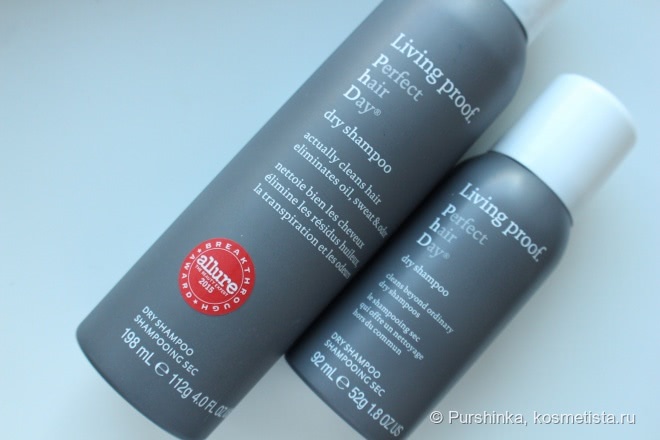 Living proof.
Perfect
hair
Day®
dry shampoo
actually cleans hair
eliminates oil, sweat & odor
nettoie bien les cheveux
élimine les résidus huileux,
la transpiration et les odeurs
BREAKTHROUGH
allure
2015
AWARD
DRY SHAMPOO
SHAMPOOING SEC
198 mL e 112g 4.0 FL OZ
Living proof.
Perfect
hair
Day®
dry shampoo
cleans beyond ordinary
dry shampoos
le shampooing sec
qui offre un nettoyage
hors du commun
DRY SHAMPOO
SHAMPOOING SEC
92 mL e 52g 1.8 OZ US
© Purshinka, kosmetista.ru